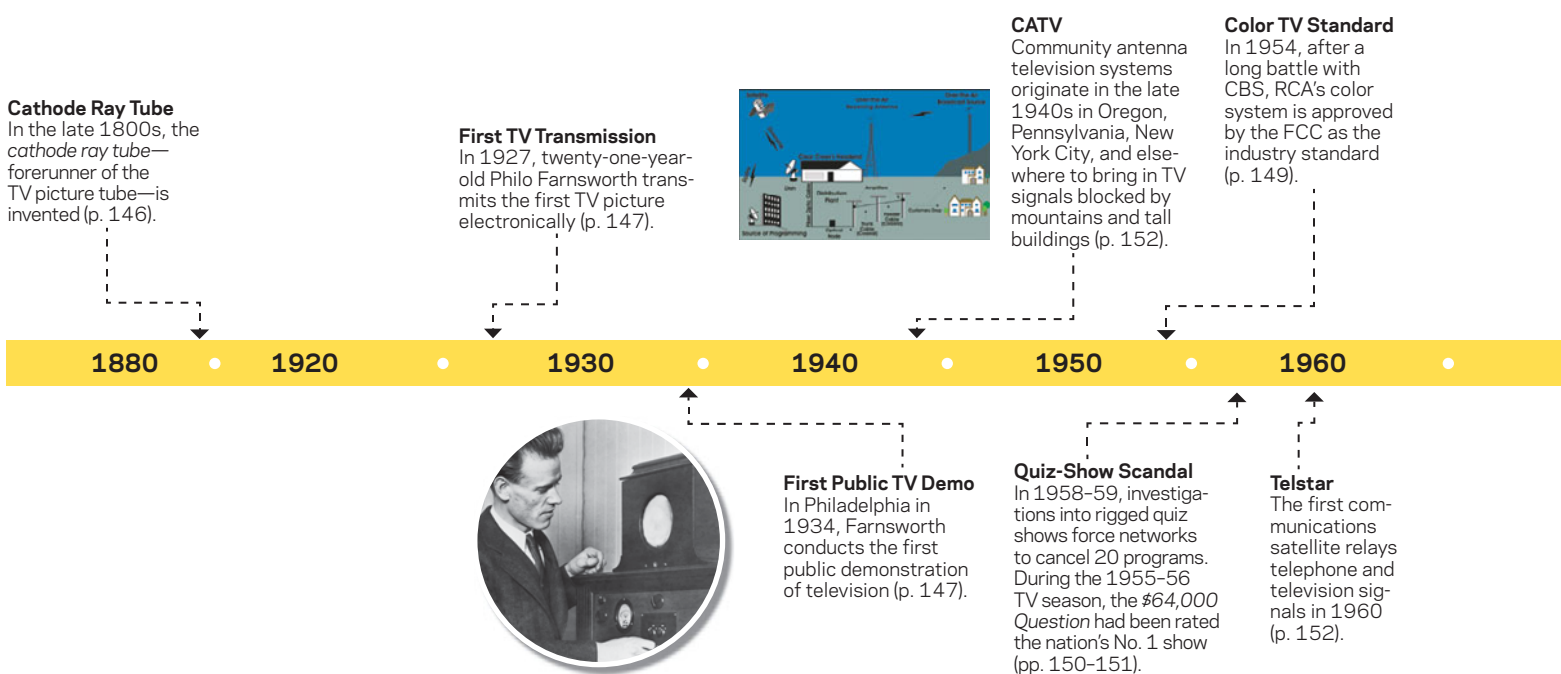 Cathode Ray Tube
In the late 1800s, the
cathode ray tube—
forerunner of the
TV picture tube—is
invented (p. 146).
First TV Transmission
In 1927, twenty-one-year-
old Philo Farnsworth trans-
mits the first TV picture
electronically (p. 147).
CATV
Community antenna
television systems
originate in the late
1940s in Oregon,
Pennsylvania, New
York City, and else-
where to bring in TV
signals blocked by
mountains and tall
buildings (p. 152).
Color TV Standard
In 1954, after a
long battle with
CBS, RCA’s color
system is approved
by the FCC as the
industry standard
(p. 149).
Distribution
Plant
Source of Programming
1880
1920
1930
1940
1950
1960
First Public TV Demo
In Philadelphia in
1934, Farnsworth
conducts the first
public demonstration
of television (p. 147).
Quiz-Show Scandal
In 1958–59, investiga-
tions into rigged quiz
shows force networks
to cancel 20 programs.
During the 1955–56
TV season, the $64,000
Question had been rated
the nation’s No. 1 show
(pp. 150–151).
Telstar
The first com-
munications
satellite relays
telephone and
television sig-
nals in 1960
(p. 152).